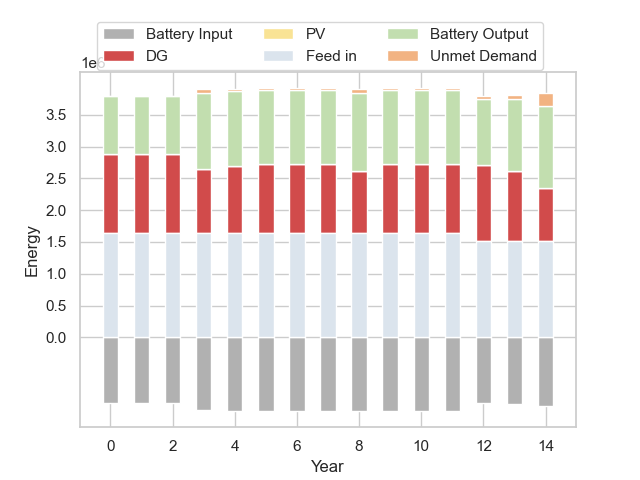 Battery Input PV Battery Output
DG Feed in Unmet Demand
1e6
3.5
3.0
2.5
2.0
1.5
1.0
0.5
0.0
Energy
0 2 4 6 8 10 12 14
Year